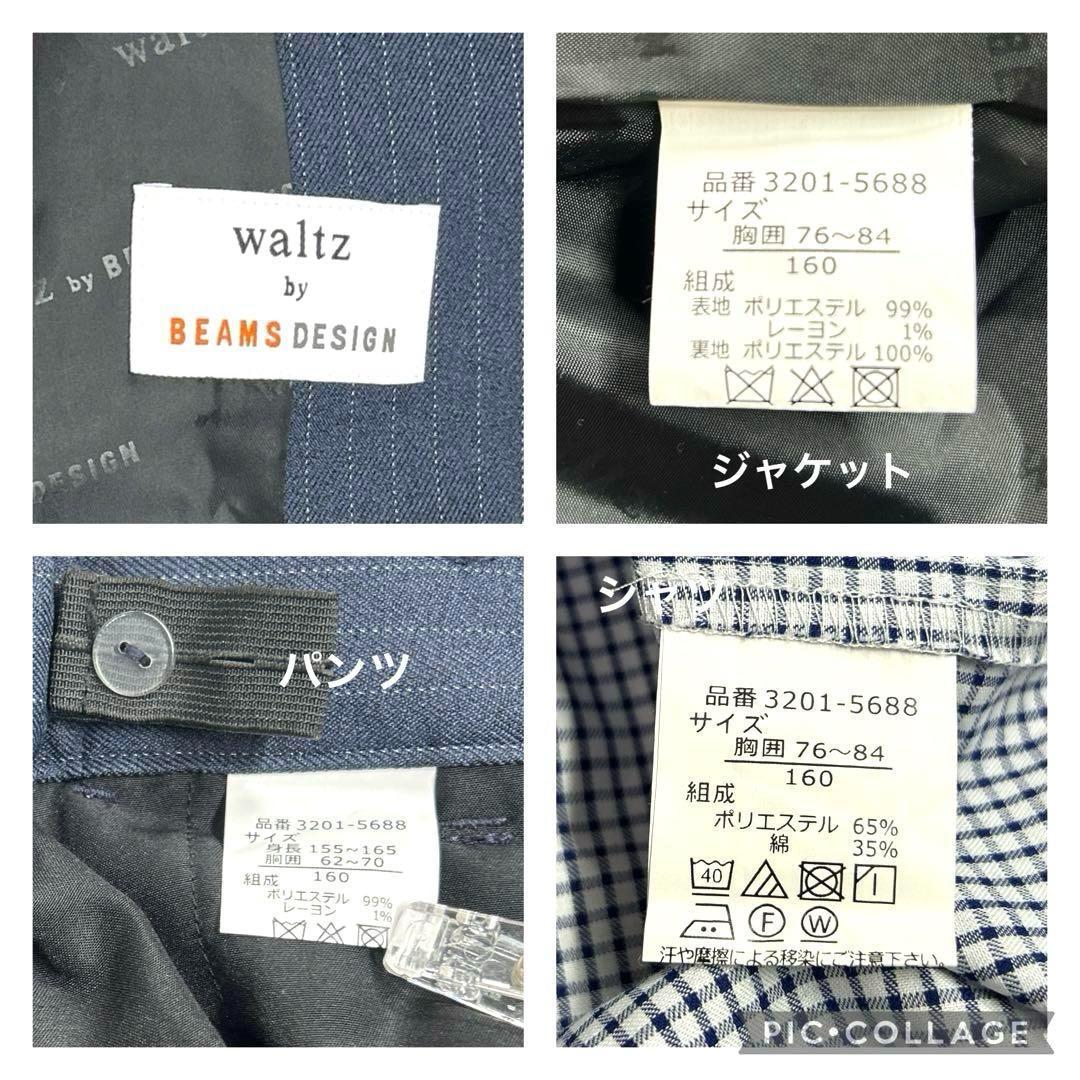 waltz
by
BEAMS DESIGN
Z by B
DESIGN
品番 3201-5688
サイズ
胸囲 76～84
160
組成
表地 ポリエステル 99%
レーヨン 1%
裏地 ポリエステル 100%
ジャケット
パンツ
品番 3201-5688
サイズ
身長 155～165
胴囲 62～70
160
組成
ポリエステル 99%
レーヨン 1%
シャツ
品番 3201-5688
サイズ
胸囲 76～84
160
組成
ポリエステル 65%
綿 35%
40
F W
汗や摩擦による移染にご注意下さい。
PIC•COLLAGE